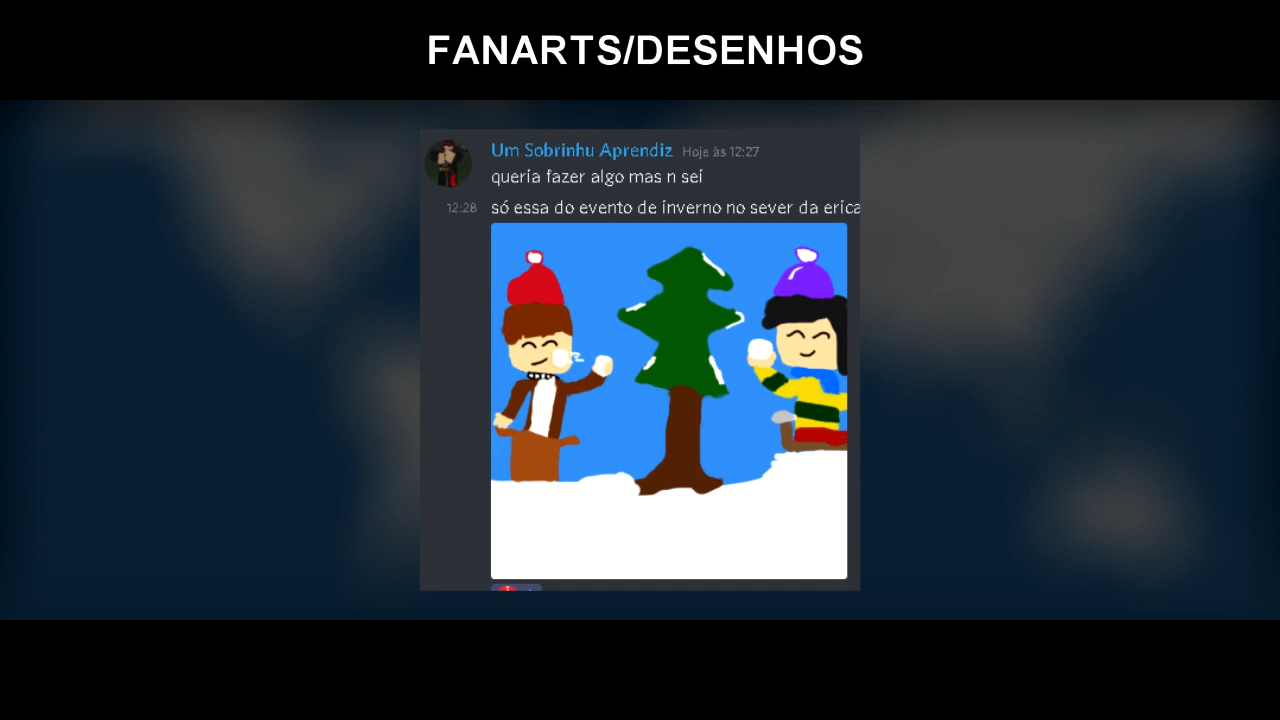 FANARTS/DESENHOS
Um Sobrinhu Aprendiz Hoje às 12:27
queria fazer algo mas n sei
12:28 só essa do evento de inverno no sever da erica